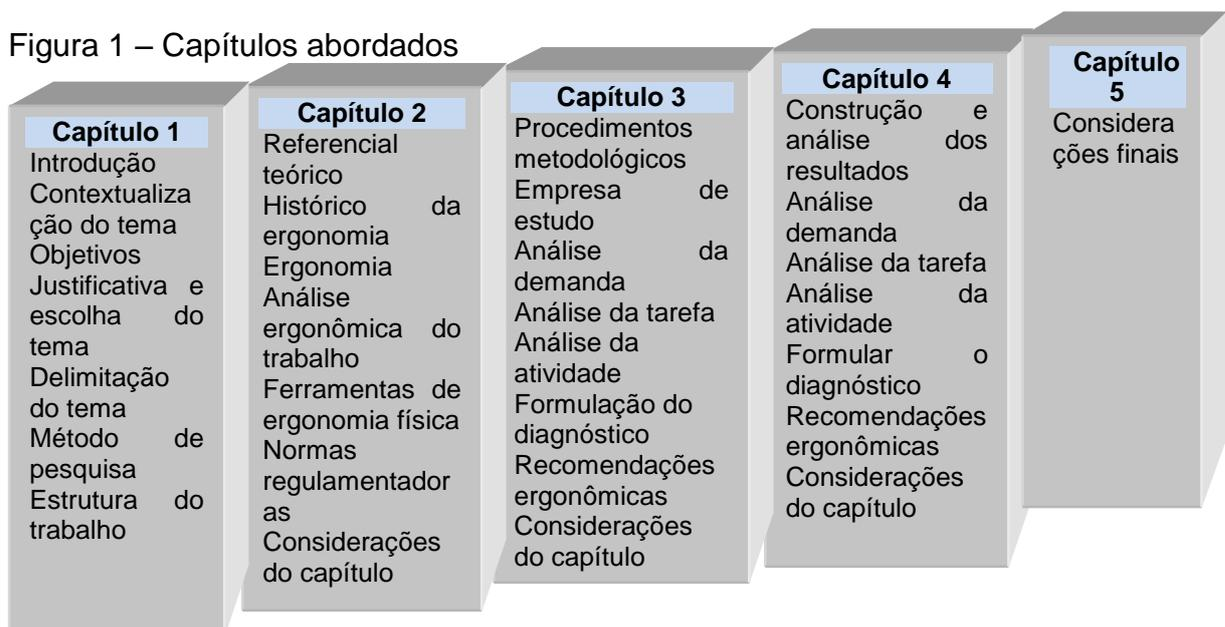 Figura 1 – Capítulos abordados
Capítulo 1
Introdução
Contextualiza
ção do tema
Objetivos
Justificativa e
escolha do
tema
Delimitação
do tema
Método de
pesquisa
Estrutura do
trabalho
Capítulo 2
Referencial
teórico
Histórico da
ergonomia
Ergonomia
Análise
ergonômica do
trabalho
Ferramentas de
ergonomia física
Normas
regulamentador
as
Considerações
do capítulo
Capítulo 3
Procedimentos
metodológicos
Empresa de
estudo
Análise da
demanda
Análise da tarefa
Análise da
atividade
Formulação do
diagnóstico
Recomendações
ergonômicas
Considerações
do capítulo
Capítulo 4
Construção e
análise dos
resultados
Análise da
demanda
Análise da tarefa
Análise da
atividade
Formular o
diagnóstico
Recomendações
ergonômicas
Considerações
do capítulo
Capítulo
5
Considera
ções finais